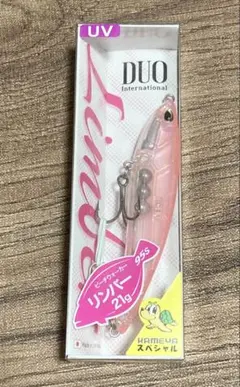 UV
DUO
International
Limber
ビーチウォーカー
リンバー
95S
21g
KAMEYA
スペシャル